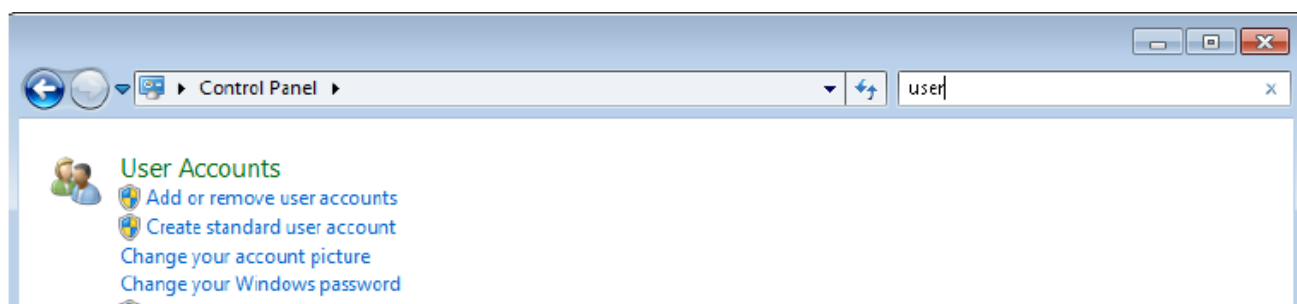 Control Panel
user
User Accounts
Add or remove user accounts
Create standard user account
Change your account picture
Change your Windows password